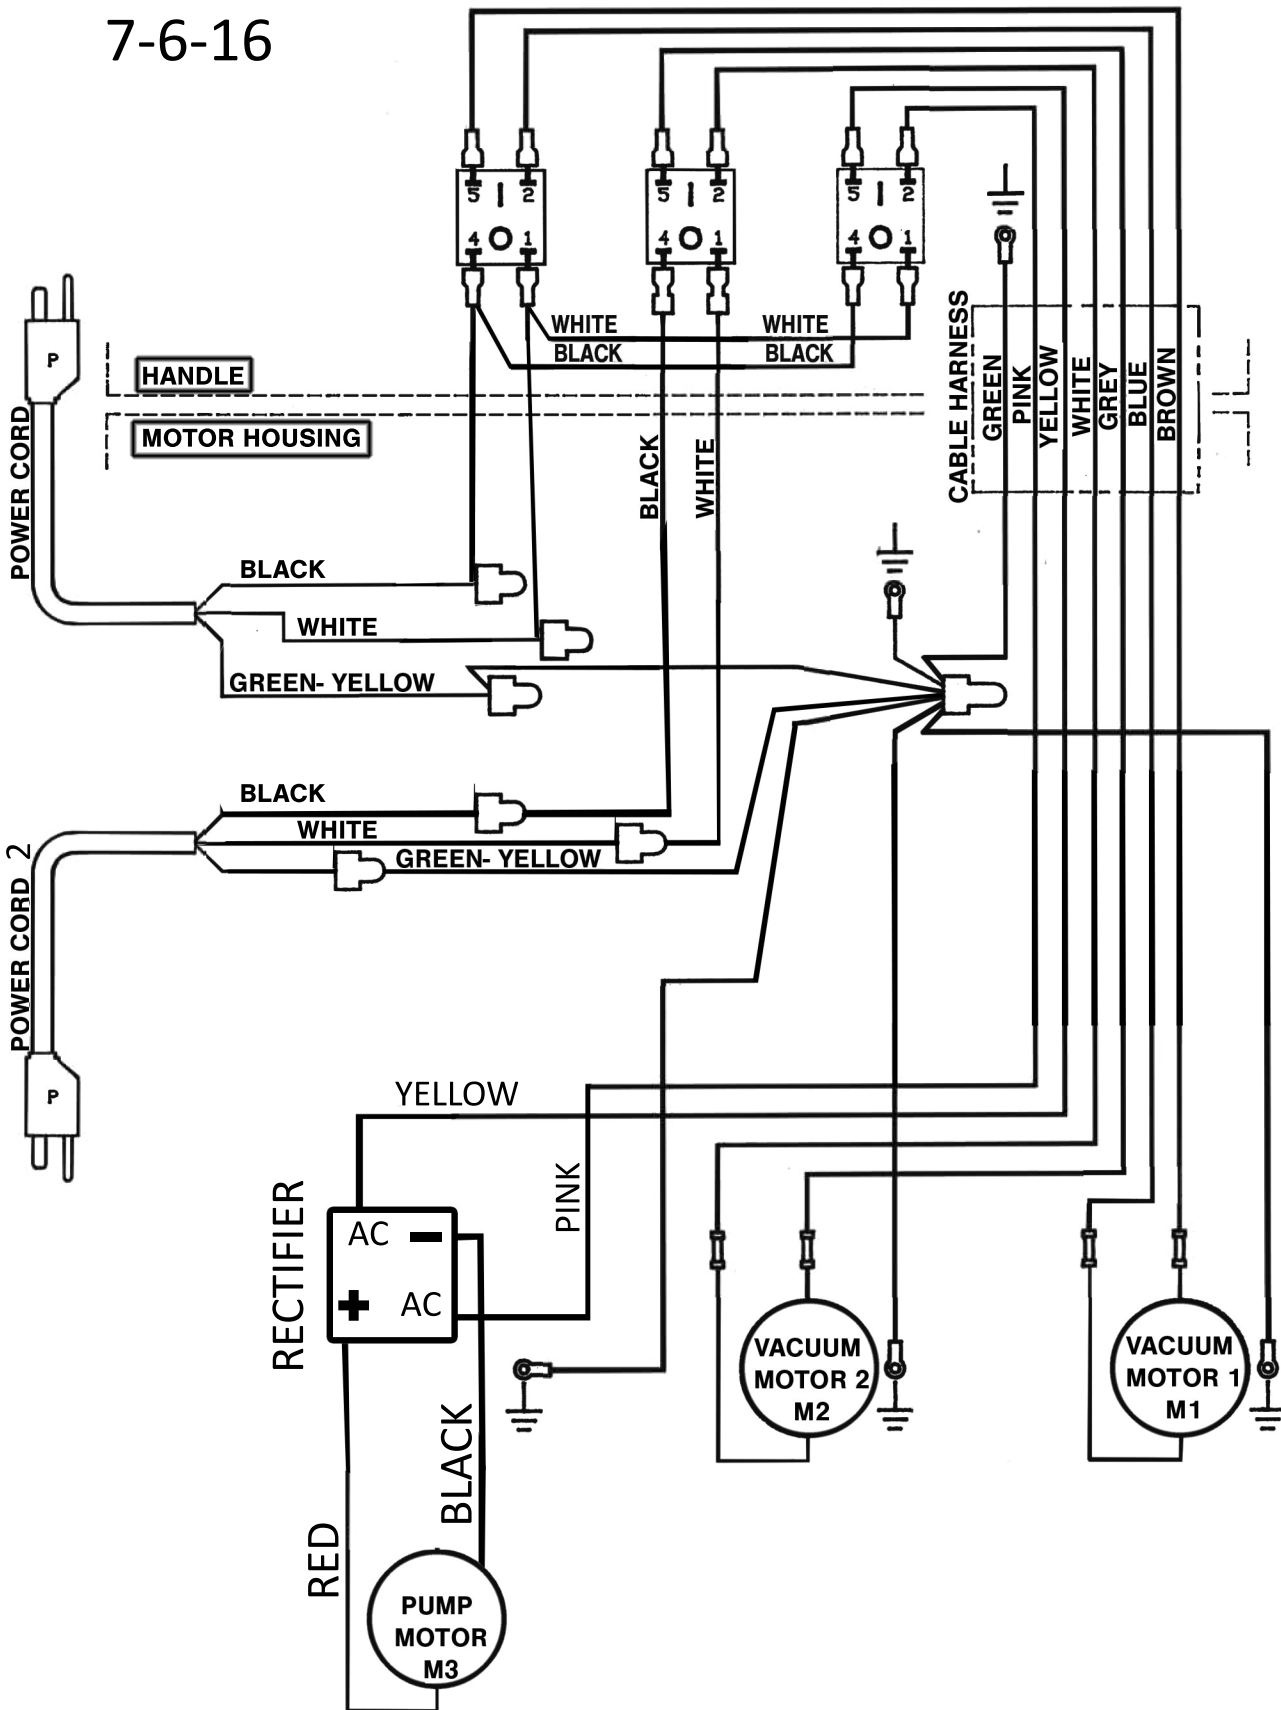 7-6-16
5 I 2
4 O 1
5 I 2
4 O 1
5 I 2
4 O 1
WHITE
WHITE
BLACK
BLACK
P
HANDLE
MOTOR HOUSING
POWER CORD
CABLE HARNESS
GREEN
PINK
YELLOW
WHITE
GREY
BLUE
BROWN
BLACK
WHITE
BLACK
WHITE
GREEN- YELLOW
BLACK
WHITE
GREEN- YELLOW
POWER CORD 2
P
YELLOW
PINK
RECTIFIER
AC −
+ AC
RED
BLACK
VACUUM
MOTOR 2
M2
VACUUM
MOTOR 1
M1
PUMP
MOTOR
M3